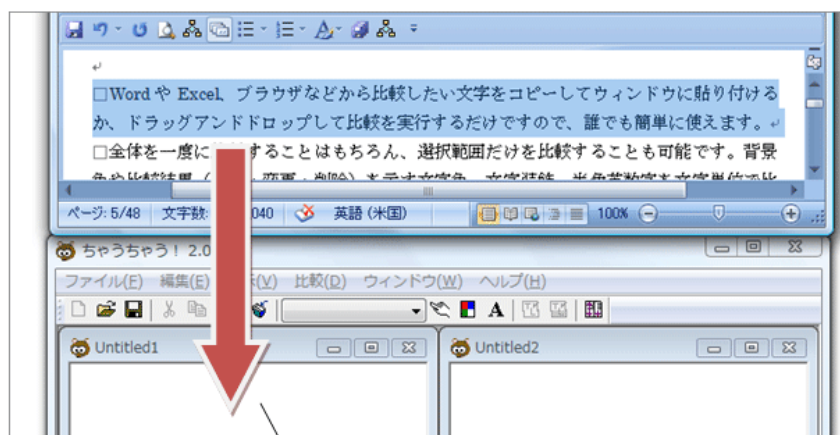 □Word や Excel、ブラウザなどから比較したい文字をコピーしてウィンドウに貼り付ける
か、ドラッグアンドドロップして比較を実行するだけですので、誰でも簡単に使えます。
□全体を一度に することはもちろん、選択範囲だけを比較することも可能です。背景
ページ: 5/48 文字数: 040 英語 (米国) 100%
ちゃうちゃう! 2.0
ファイル(F) 編集(E) (V) 比較(D) ウィンドウ(W) ヘルプ(H)
Untitled1 Untitled2